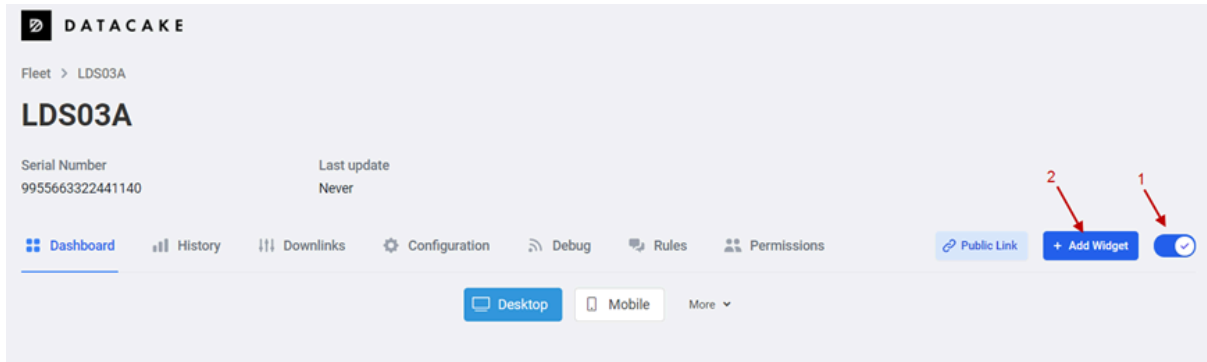 DATACAKE
Fleet > LDS03A
LDS03A
Serial Number Last update
9955663322441140 Never
2 1
Dashboard History Downlinks Configuration Debug Rules Permissions Public Link + Add Widget
Desktop Mobile More